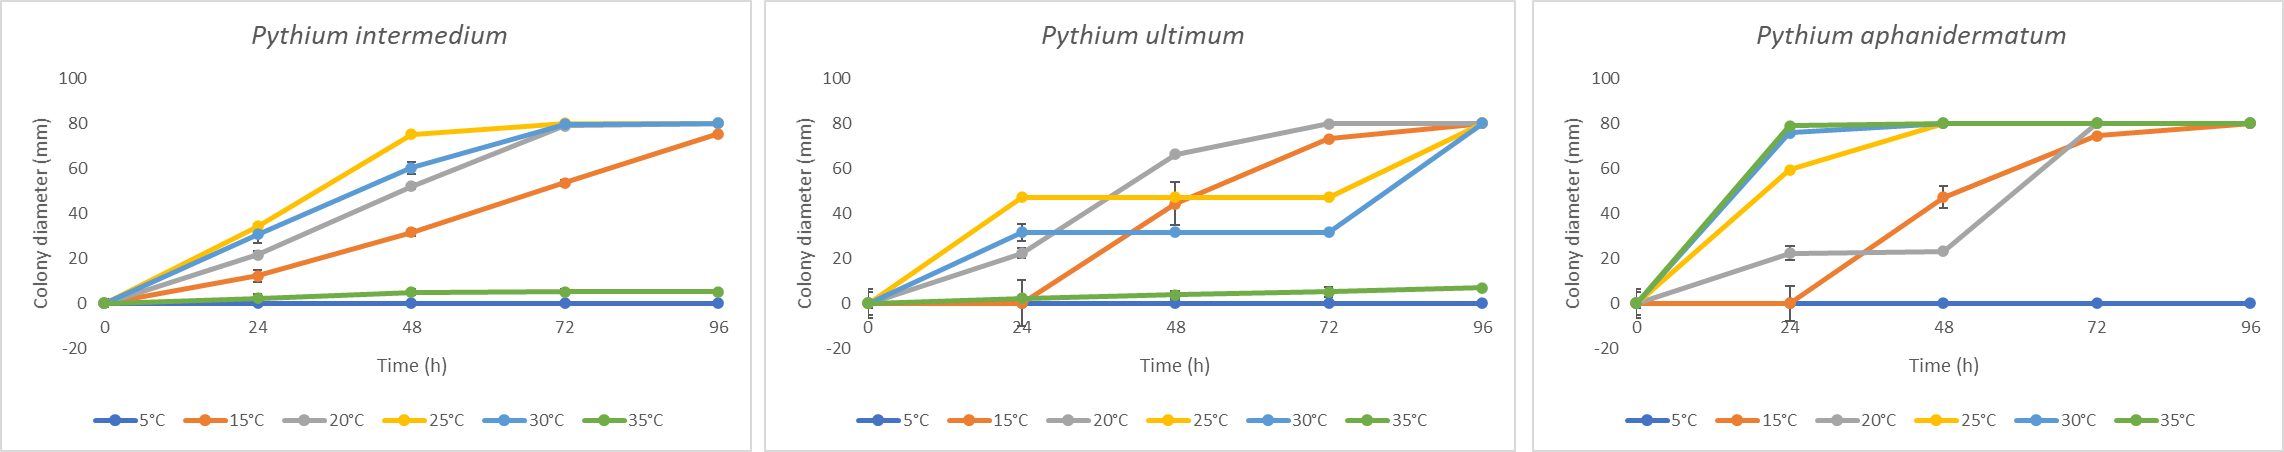 Pythium intermedium
100
80
60
40
20
0
-20
Colony diameter (mm)
0 24 48 72 96
Time (h)
5°C 15°C 20°C 25°C 30°C 35°C
Pythium ultimum
100
80
60
40
20
0
-20
Colony diameter (mm)
0 24 48 72 96
Time (h)
5°C 15°C 20°C 25°C 30°C 35°C
Pythium aphanidermatum
100
80
60
40
20
0
-20
Colony diameter (mm)
0 24 48 72 96
Time (h)
5°C 15°C 20°C 25°C 30°C 35°C